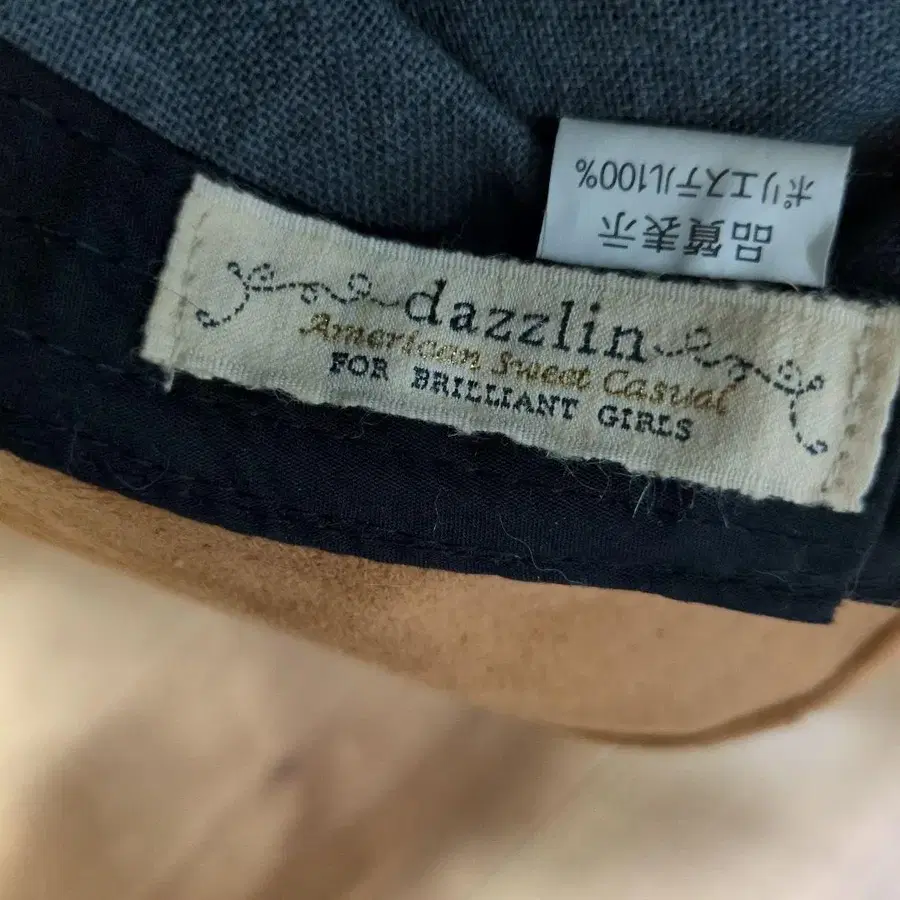 品質表示
ポリエステル100%
dazzlin
American Sweet Casual
FOR BRILLIANT GIRLS